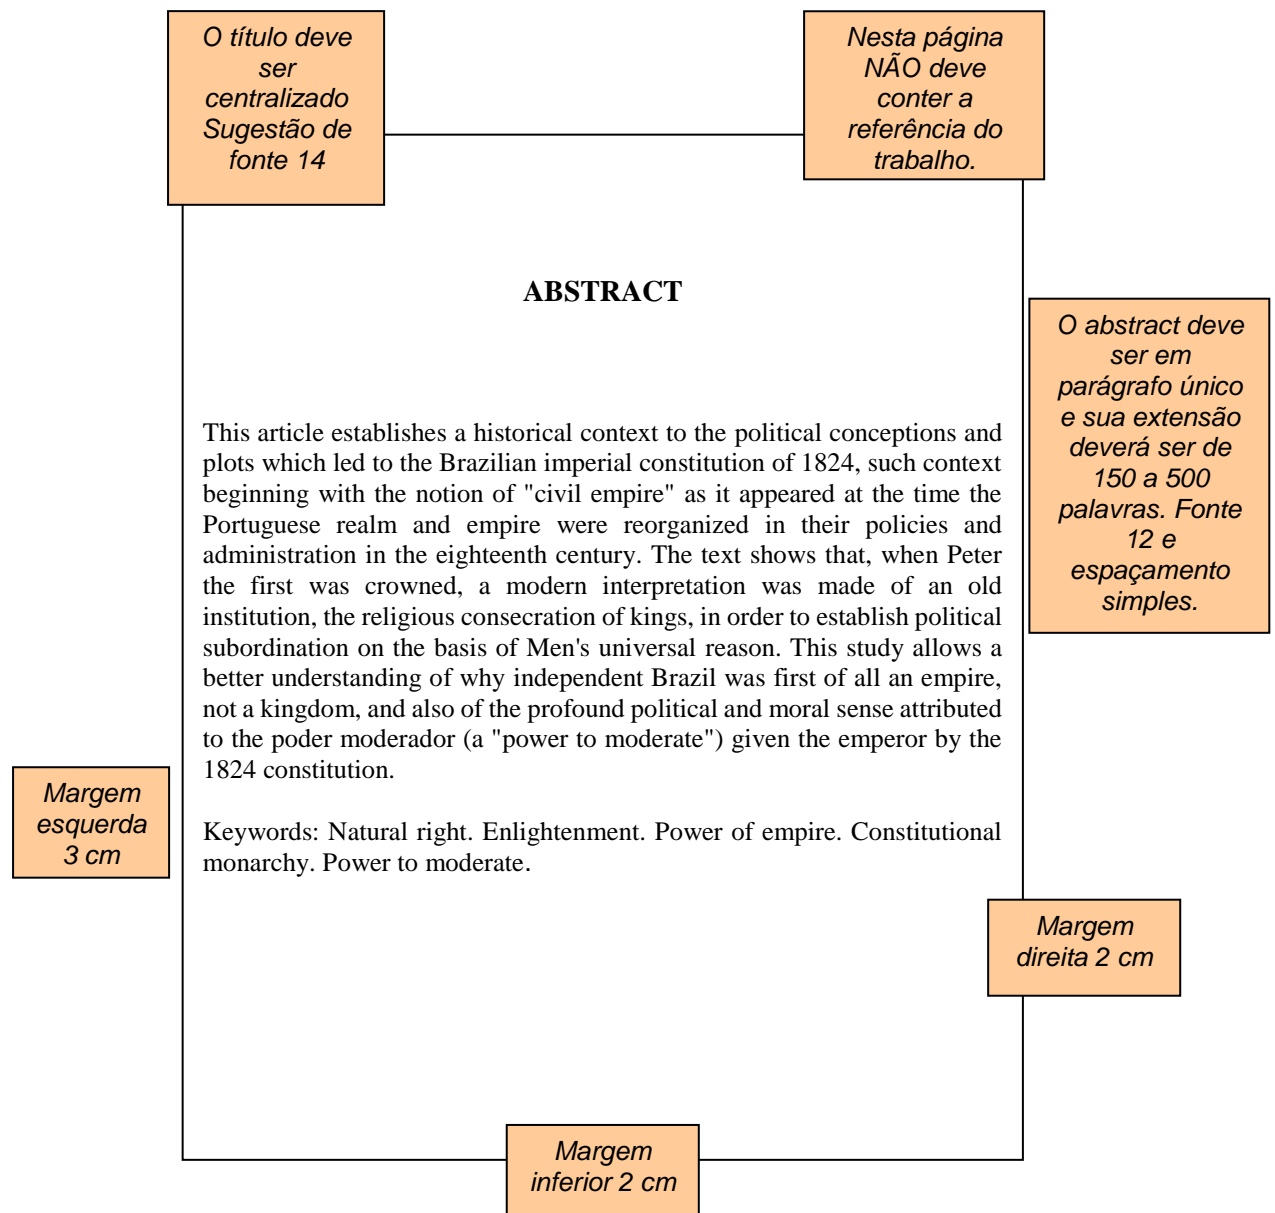 O título deve
ser
centralizado
Sugestão de
fonte 14
Nesta página
NÃO deve
conter a
referência do
trabalho.
ABSTRACT
O abstract deve
ser em
parágrafo único
e sua extensão
deverá ser de
150 a 500
palavras. Fonte
12 e
espaçamento
simples.
This article establishes a historical context to the political conceptions and
plots which led to the Brazilian imperial constitution of 1824, such context
beginning with the notion of "civil empire" as it appeared at the time the
Portuguese realm and empire were reorganized in their policies and
administration in the eighteenth century. The text shows that, when Peter
the first was crowned, a modern interpretation was made of an old
institution, the religious consecration of kings, in order to establish political
subordination on the basis of Men's universal reason. This study allows a
better understanding of why independent Brazil was first of all an empire,
not a kingdom, and also of the profound political and moral sense attributed
to the poder moderador (a "power to moderate") given the emperor by the
1824 constitution.
Margem
esquerda
3 cm
Keywords: Natural right. Enlightenment. Power of empire. Constitutional
monarchy. Power to moderate.
Margem
direita 2 cm
Margem
inferior 2 cm